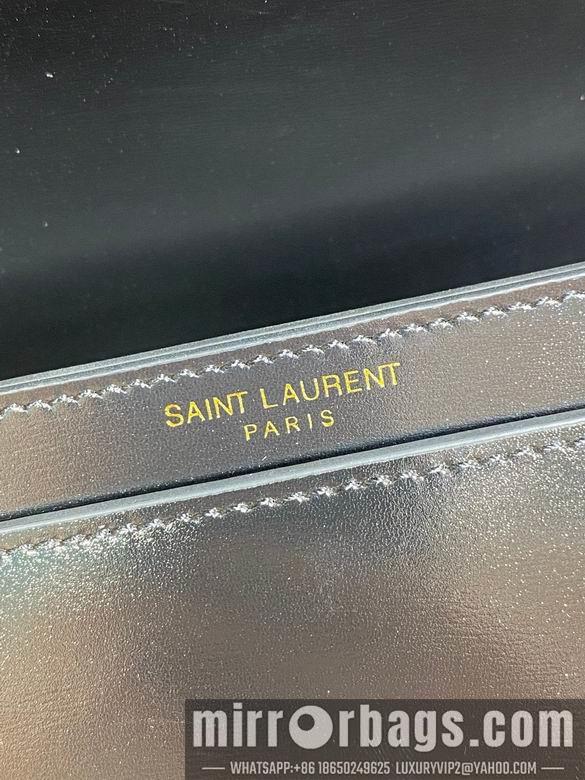 SAINT LAURENT
PARIS
mirrorbags.com
WHATSAPP:+86 18650249625 LUXURYVIP2@YAHOO.COM